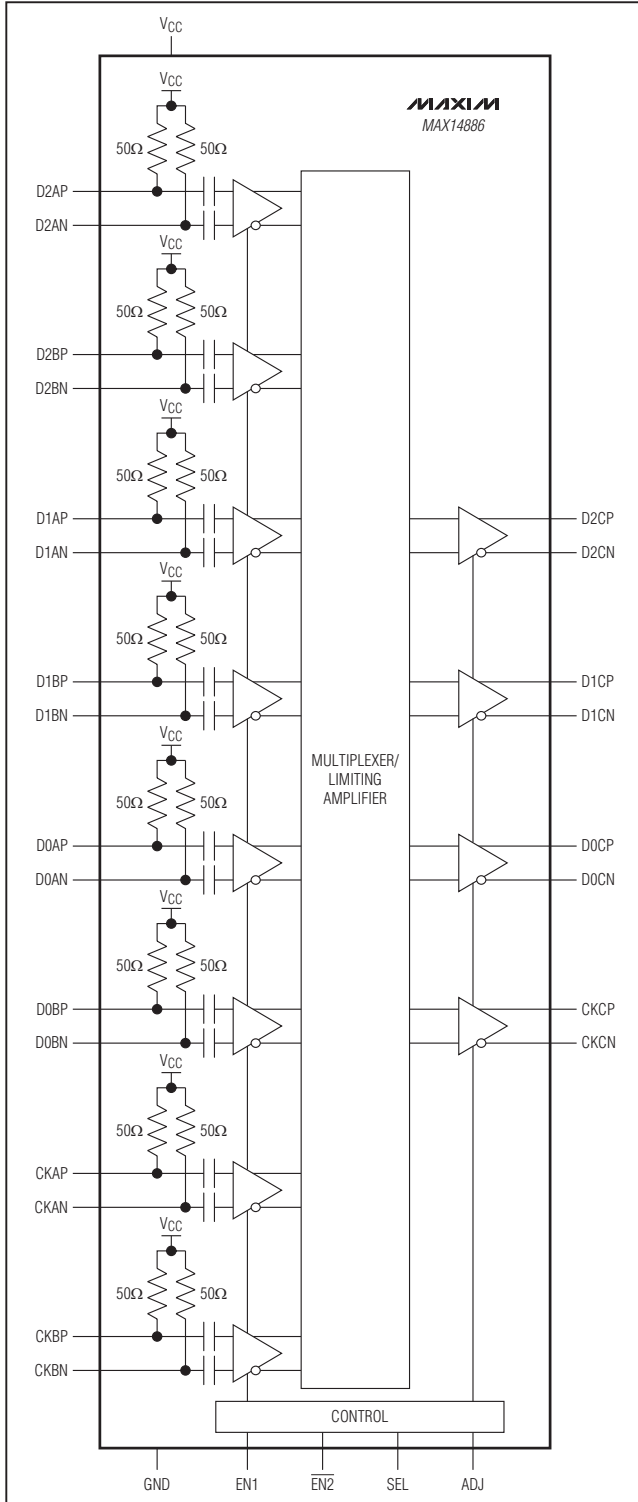 VCC
MAXIM
MAX14886
VCC
50Ω 50Ω
D2AP
D2AN
VCC
50Ω 50Ω
D2BP
D2BN
VCC
50Ω 50Ω
D1AP
D1AN
VCC
50Ω 50Ω
D1BP
D1BN
VCC
50Ω 50Ω
D0AP
D0AN
VCC
50Ω 50Ω
D0BP
D0BN
VCC
50Ω 50Ω
CKAP
CKAN
VCC
50Ω 50Ω
CKBP
CKBN
MULTIPLEXER/
LIMITING
AMPLIFIER
D2CP
D2CN
D1CP
D1CN
D0CP
D0CN
CKCP
CKCN
CONTROL
GND EN1 EN2 SEL ADJ